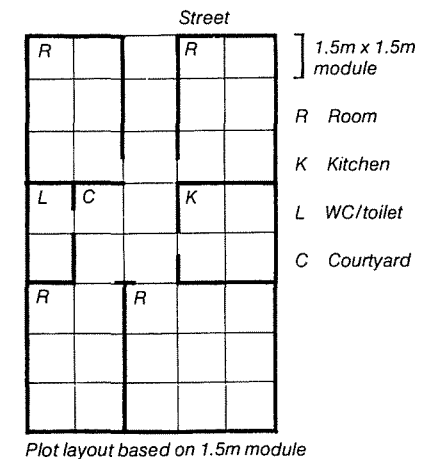 Street
R
R
1.5m x 1.5m
module
R Room
K Kitchen
L C
K
L WC/toilet
C Courtyard
R
R
Plot layout based on 1.5m module